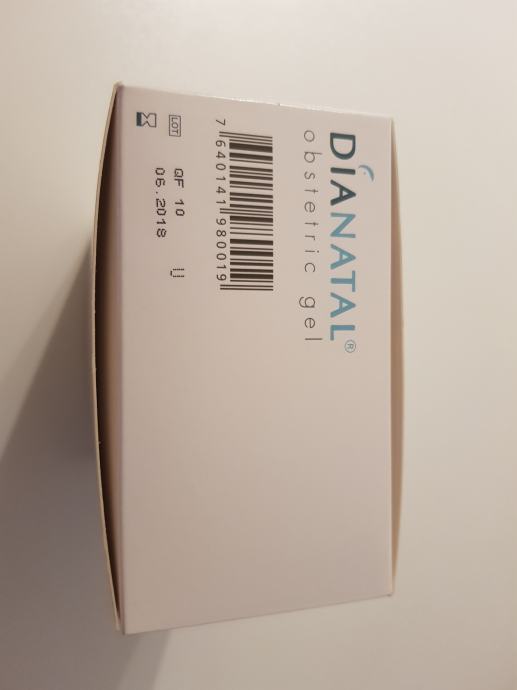 DIANATAL®
obstetric gel
7 640141 980019
LOT QF 10
06.2018